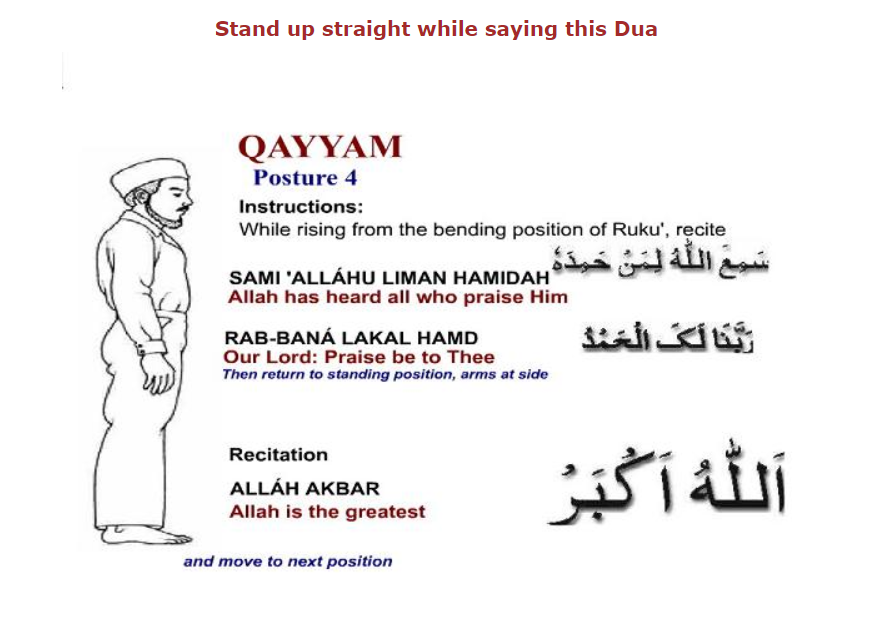 Stand up straight while saying this Dua
QAYYAM
Posture 4
Instructions:
While rising from the bending position of Ruku', recite
سَمِعَ اللّٰهُ لِمَنْ حَمِدَهٗ
SAMI 'ALLÁHU LIMAN HAMIDAH
Allah has heard all who praise Him
RAB-BANÁ LAKAL HAMD
رَبَّنَا لَکَ الْحَمْدُ
Our Lord: Praise be to Thee
Then return to standing position, arms at side
Recitation
ALLÁH AKBAR
اَللّٰهُ اَکْبَرُ
Allah is the greatest
and move to next position